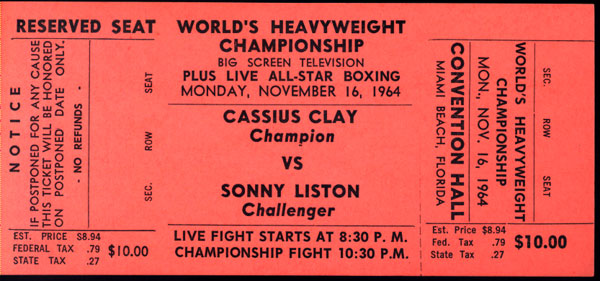 RESERVED SEAT
NOTICE
IF POSTPONED FOR ANY CAUSE
THIS TICKET WILL BE HONORED
ON POSTPONED DATE ONLY.
- NO REFUNDS -
SEC. ROW SEAT
EST. PRICE $8.94
FEDERAL TAX .79
STATE TAX .27
$10.00
WORLD'S HEAVYWEIGHT
CHAMPIONSHIP
BIG SCREEN TELEVISION
PLUS LIVE ALL-STAR BOXING
MONDAY, NOVEMBER 16, 1964
CASSIUS CLAY
Champion
VS
SONNY LISTON
Challenger
LIVE FIGHT STARTS AT 8:30 P. M.
CHAMPIONSHIP FIGHT 10:30 P. M.
SEC. ROW SEAT
WORLD'S HEAVYWEIGHT
CHAMPIONSHIP
MON., NOV. 16, 1964
CONVENTION HALL
MIAMI BEACH, FLORIDA
Est. Price $8.94
Fed. Tax .79
State Tax .27
$10.00